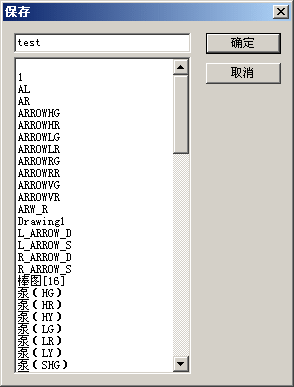 保存
test
确定
取消
1
AL
AR
ARROWHG
ARROWHR
ARROWLG
ARROWLR
ARROWRG
ARROWRR
ARROWVG
ARROWVR
ARW_R
Drawing1
L_ARROW_D
L_ARROW_S
R_ARROW_D
R_ARROW_S
棒图[16]
泵(HG)
泵(HR)
泵(HY)
泵(LG)
泵(LR)
泵(LY)
泵(SHG)